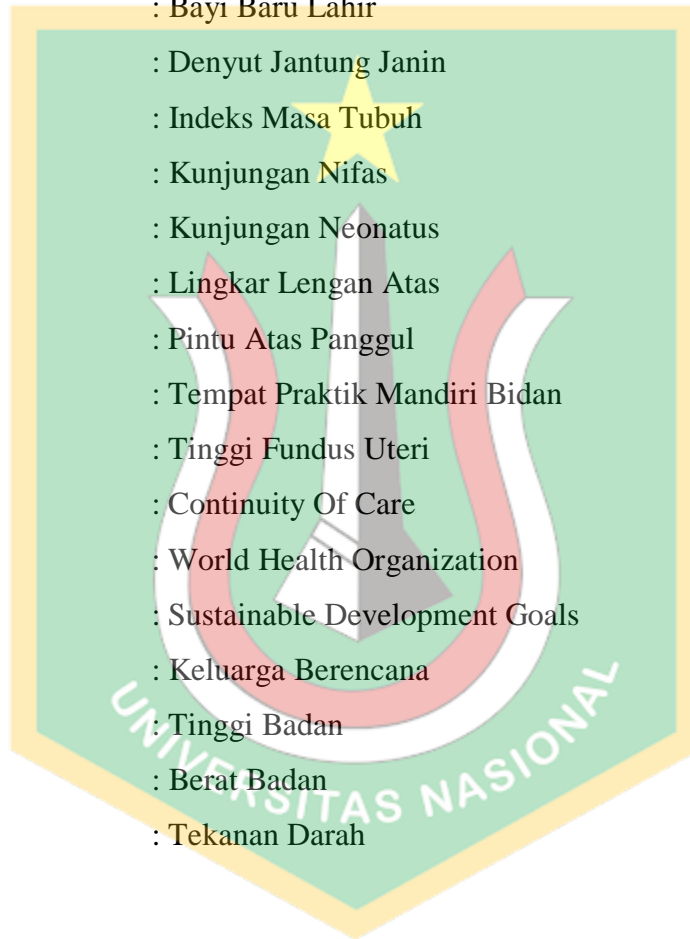 : Bayi Baru Lahir
: Denyut Jantung Janin
: Indeks Masa Tubuh
: Kunjungan Nifas
: Kunjungan Neonatus
: Lingkar Lengan Atas
: Pintu Atas Panggul
: Tempat Praktik Mandiri Bidan
: Tinggi Fundus Uteri
: Continuity Of Care
: World Health Organization
: Sustainable Development Goals
: Keluarga Berencana
: Tinggi Badan
: Berat Badan
: Tekanan Darah
UNIVERSITAS NASIONAL